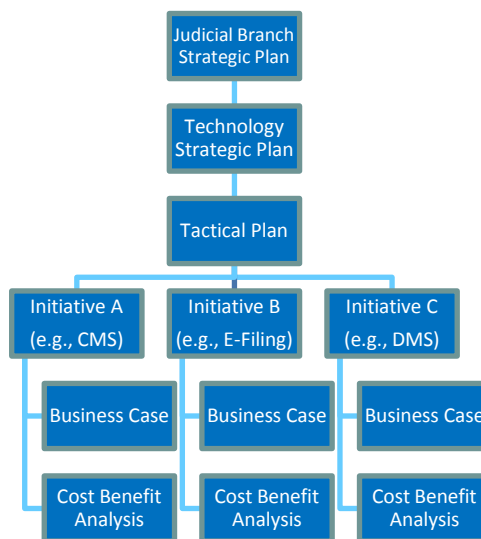 Judicial Branch
Strategic Plan
Technology
Strategic Plan
Tactical Plan
Initiative A
(e.g., CMS)
Initiative B
(e.g., E-Filing)
Initiative C
(e.g., DMS)
Business Case
Business Case
Business Case
Cost Benefit
Analysis
Cost Benefit
Analysis
Cost Benefit
Analysis